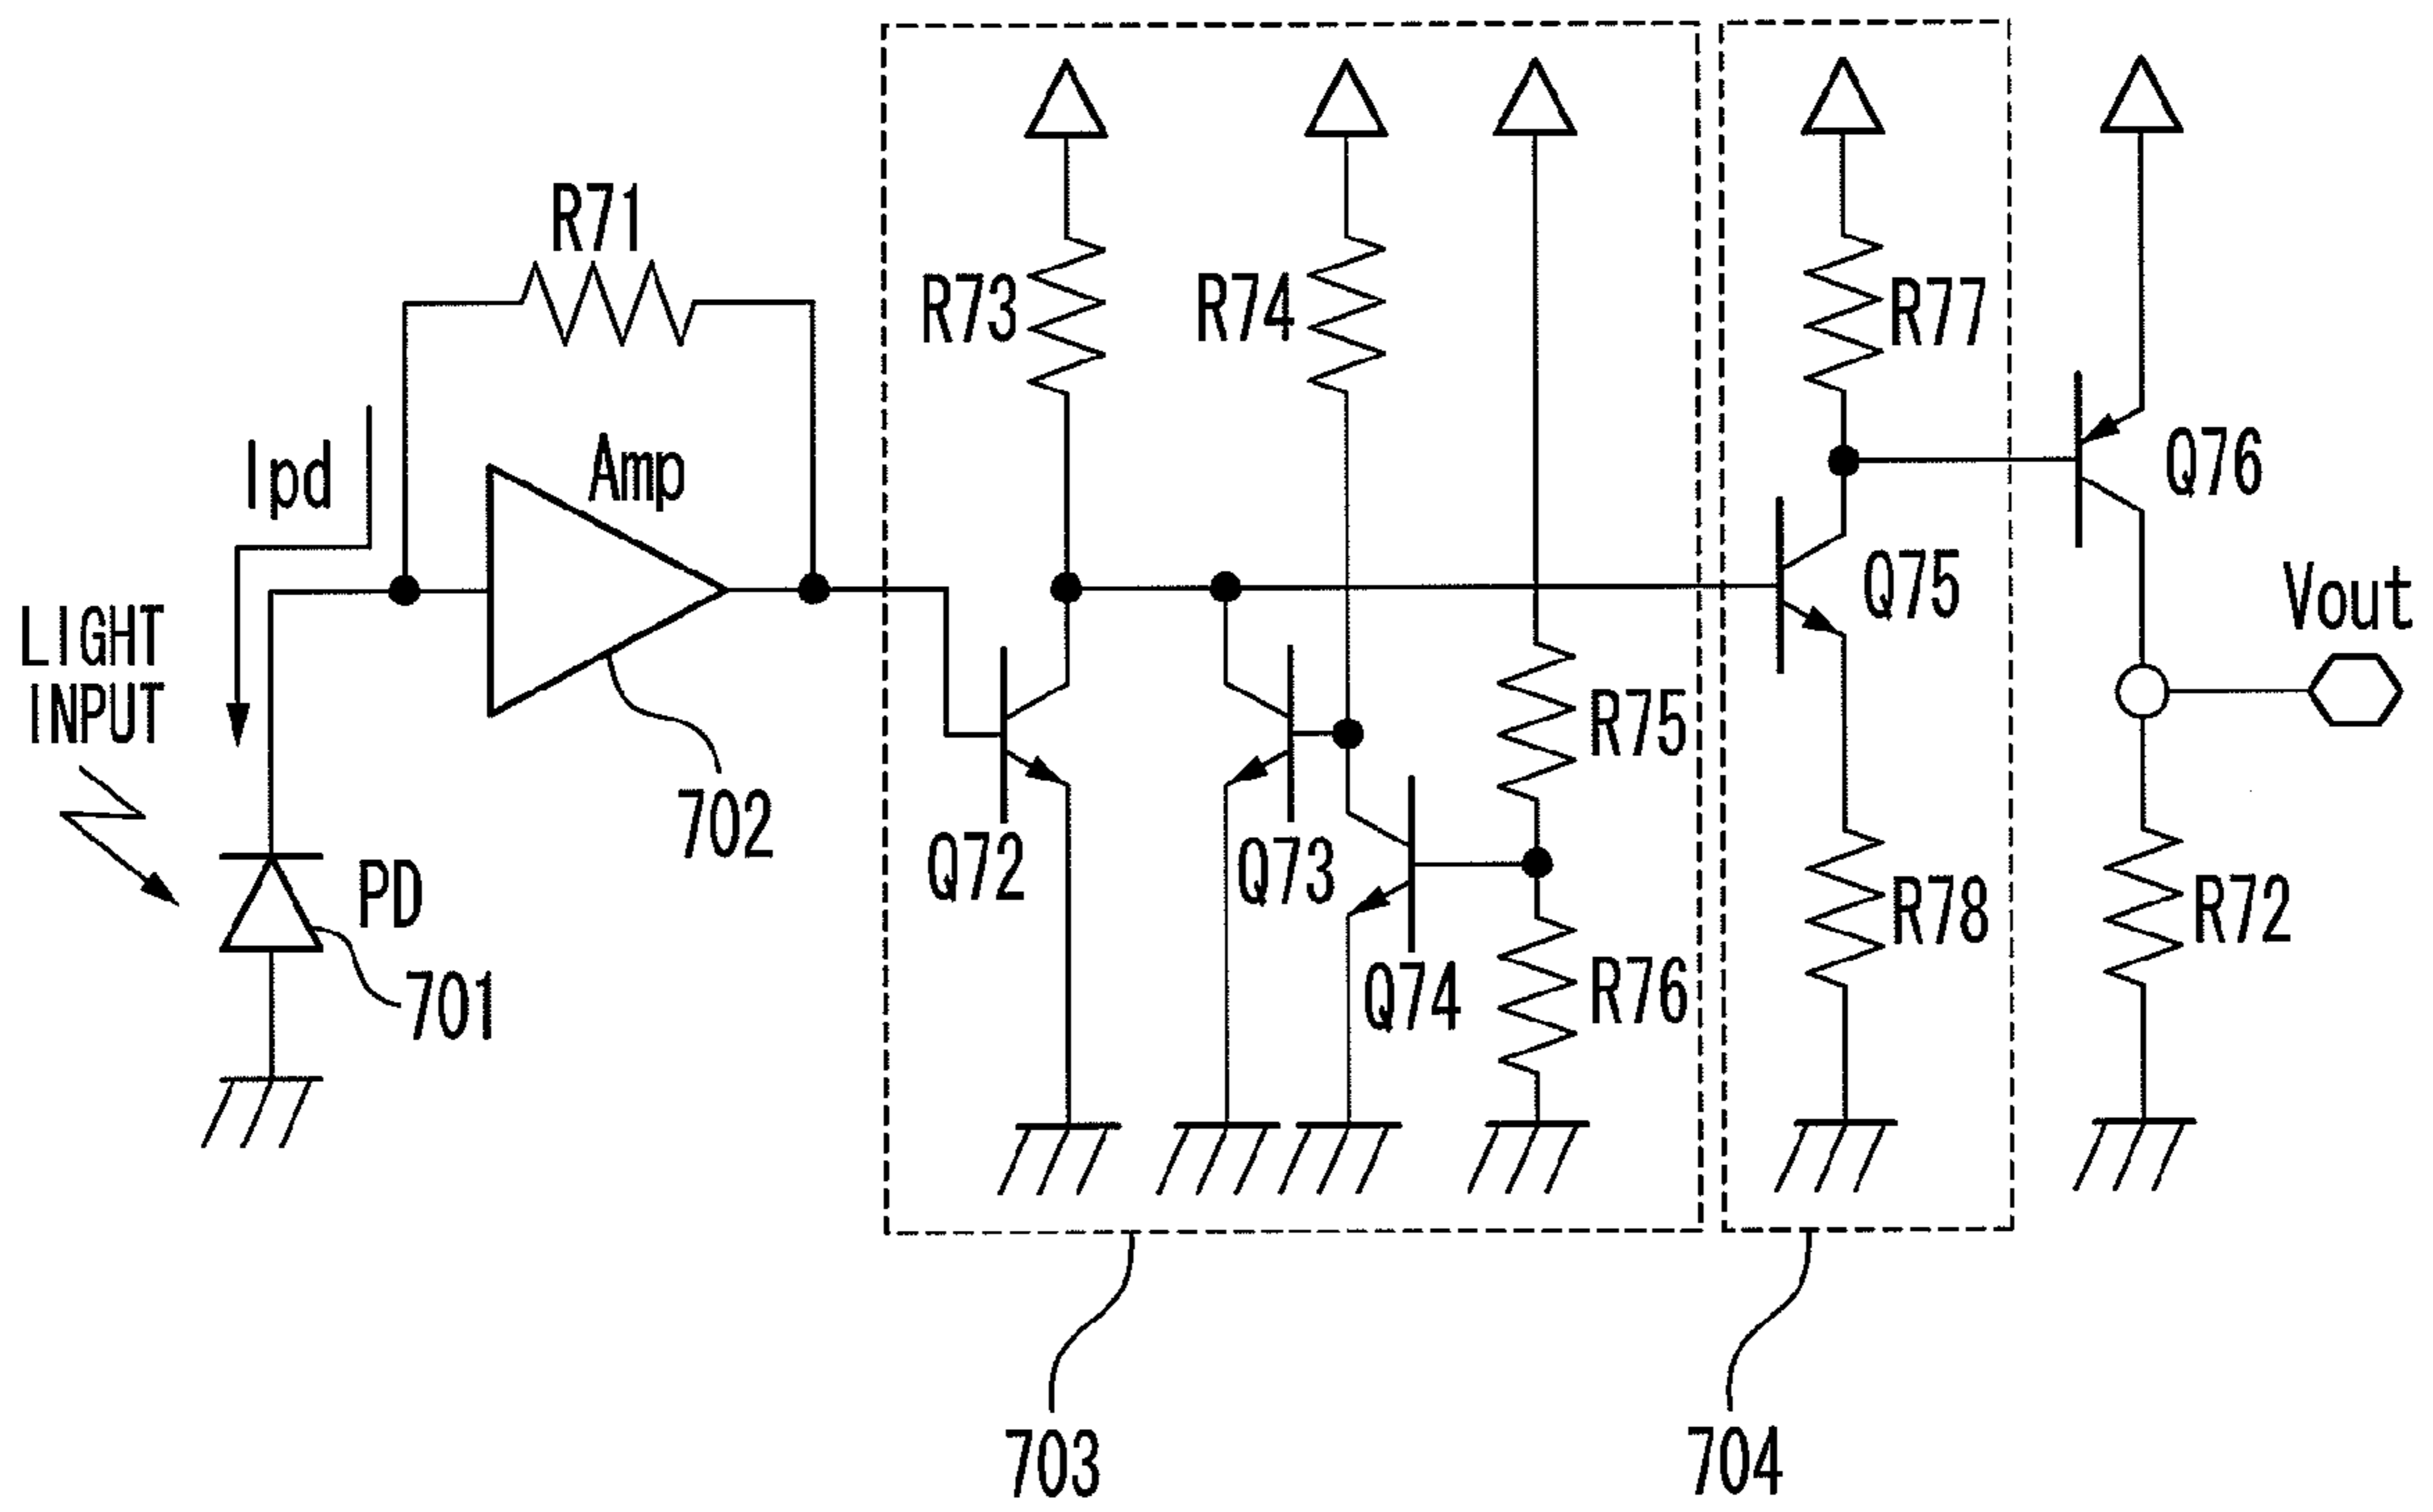 R71
Ipd
Amp
LIGHT
INPUT
702
PD
701
R73
R74
R77
Q76
Q75
Vout
R75
Q72
Q73
R78
R72
Q74
R76
703
704